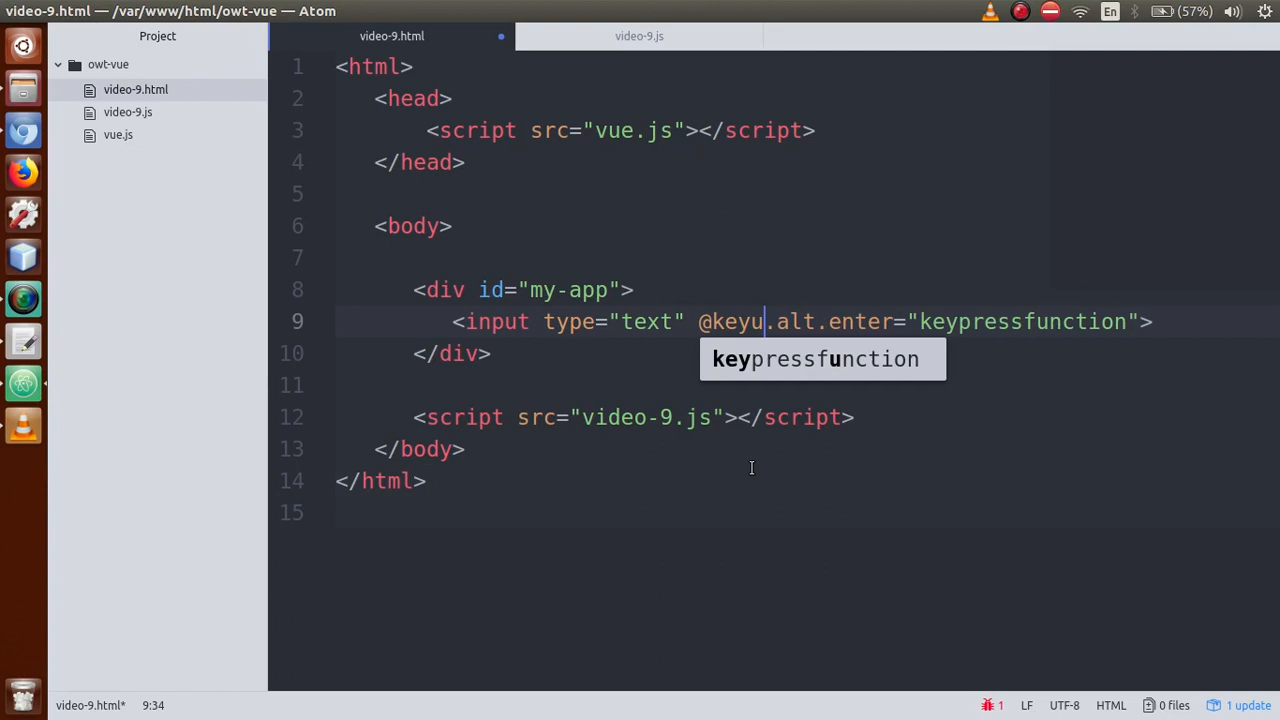 video-9.html — /var/www/html/owt-vue — Atom
En
(57%)
Project
video-9.html
video-9.js
owt-vue
video-9.html
video-9.js
vue.js
1 <html>
2 <head>
3 <script src="vue.js"></script>
4 </head>
5
6 <body>
7
8 <div id="my-app">
9 <input type="text" @keyu.alt.enter="keypressfunction">
keypressfunction
10 </div>
11
12 <script src="video-9.js"></script>
13 </body>
14 </html>
15
video-9.html* 9:34
1 LF UTF-8 HTML 0 files 1 update